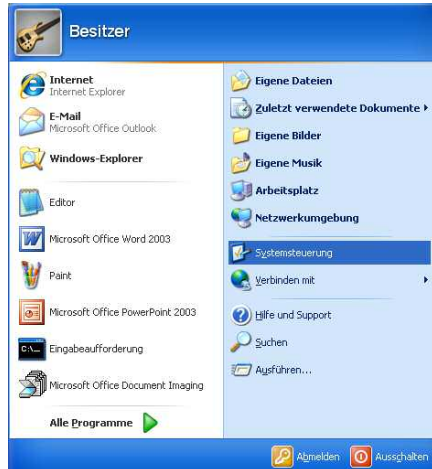 Besitzer
Internet
Internet Explorer
E-Mail
Microsoft Office Outlook
Windows-Explorer
Editor
Microsoft Office Word 2003
Paint
Microsoft Office PowerPoint 2003
C:\_
Eingabeaufforderung
Microsoft Office Document Imaging
Alle Programme
Eigene Dateien
Zuletzt verwendete Dokumente
Eigene Bilder
Eigene Musik
Arbeitsplatz
Netzwerkumgebung
Systemsteuerung
Verbinden mit
Hilfe und Support
Suchen
Ausführen...
Abmelden
Ausschalten